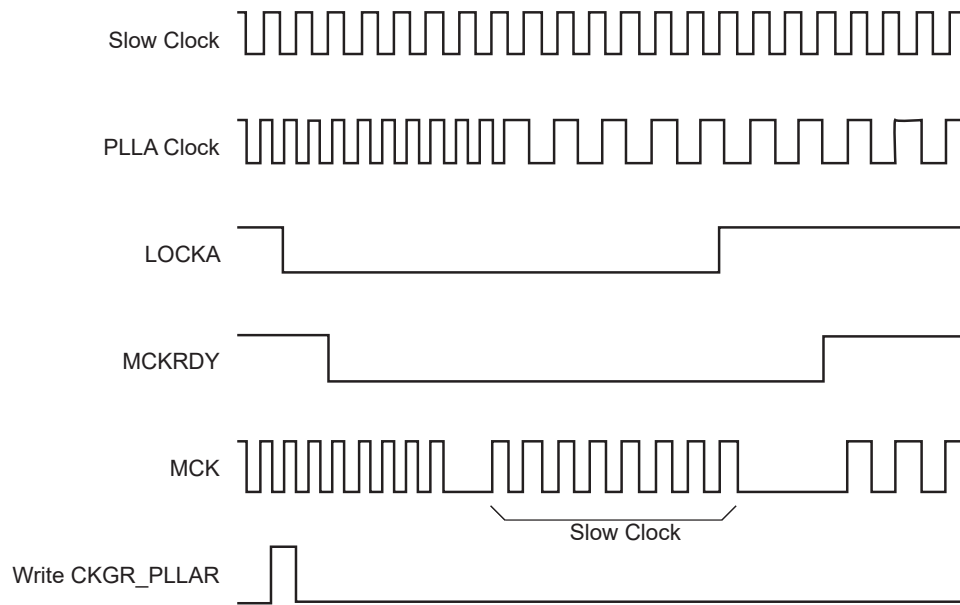 Slow Clock
PLLA Clock
LOCKA
MCKRDY
MCK
Slow Clock
Write CKGR_PLLAR